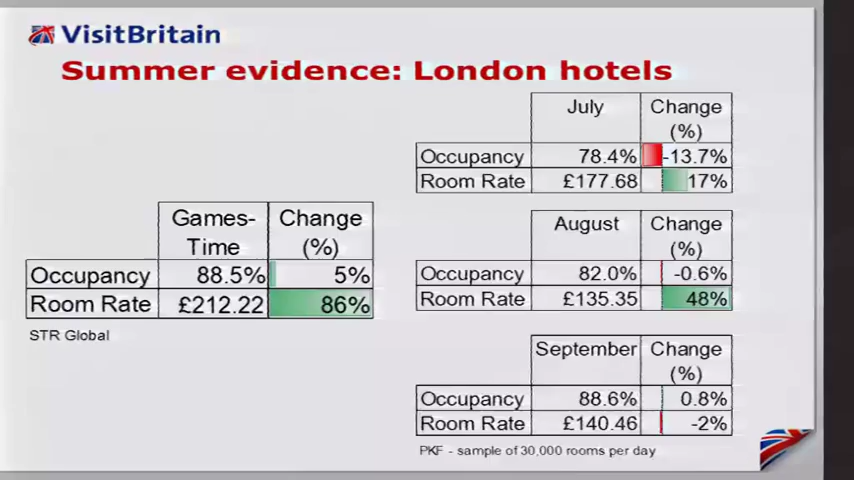 VisitBritain
Summer evidence: London hotels
Games-Time Change (%)
Occupancy 88.5% 5%
Room Rate £212.22 86%
STR Global
July Change (%)
Occupancy 78.4% -13.7%
Room Rate £177.68 17%
August Change (%)
Occupancy 82.0% -0.6%
Room Rate £135.35 48%
September Change (%)
Occupancy 88.6% 0.8%
Room Rate £140.46 -2%
PKF - sample of 30,000 rooms per day